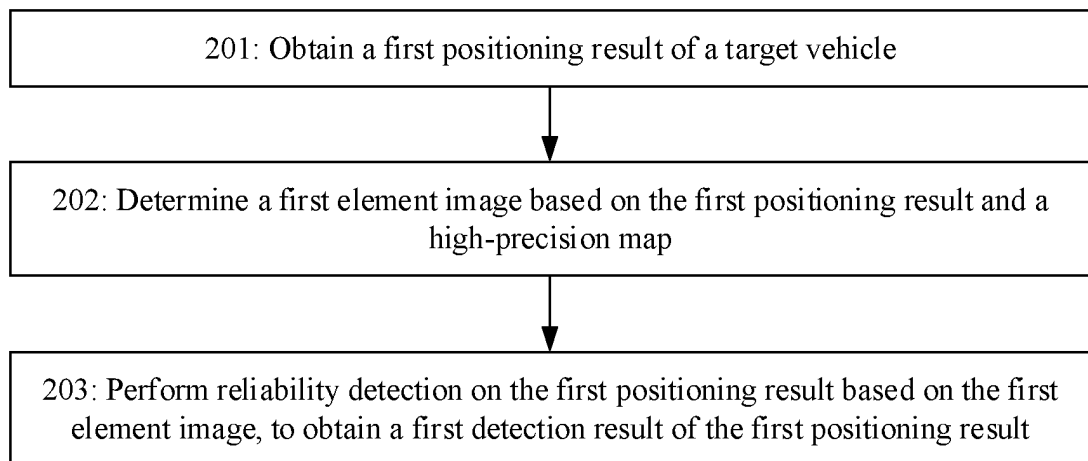 201: Obtain a first positioning result of a target vehicle
202: Determine a first element image based on the first positioning result and a
high-precision map
203: Perform reliability detection on the first positioning result based on the first
element image, to obtain a first detection result of the first positioning result